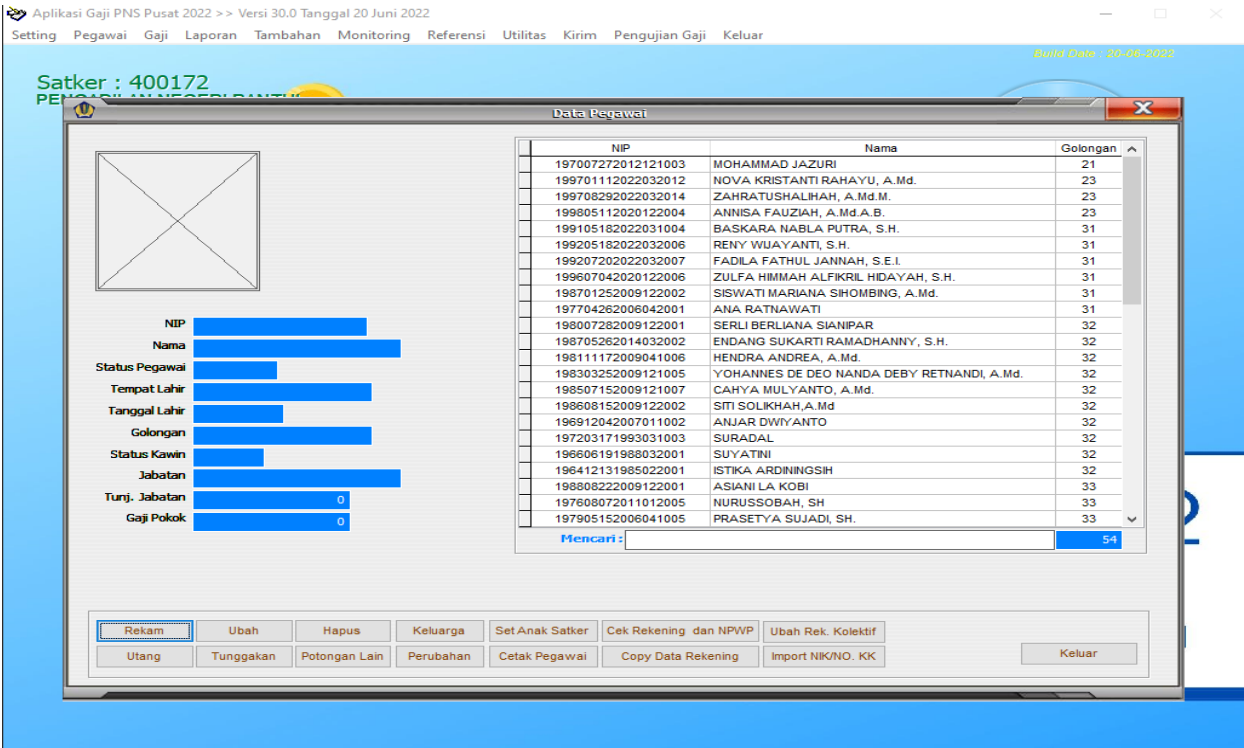 Aplikasi Gaji PNS Pusat 2022 >> Versi 30.0 Tanggal 20 Juni 2022
Setting Pegawai Gaji Laporan Tambahan Monitoring Referensi Utilitas Kirim Pengujian Gaji Keluar
Build Date : 20-06-2022
Satker : 400172
Data Pegawai
NIP Nama Golongan
197007272012121003 MOHAMMAD JAZURI 21
199701112022032012 NOVA KRISTANTI RAHAYU, A.Md. 23
199708292022032014 ZAHRATUSHALIHAH, A.Md.M. 23
199805112020122004 ANNISA FAUZIAH, A.Md.A.B. 23
199105182022031004 BASKARA NABLA PUTRA, S.H. 31
199205182022032006 RENY WIJAYANTI, S.H. 31
199207202022032007 FADILA FATHUL JANNAH, S.E.I. 31
199607042020122006 ZULFA HIMMAH ALFIKRIL HIDAYAH, S.H. 31
198701252009122002 SISWATI MARIANA SIHOMBING, A.Md. 31
197704262006042001 ANA RATNAWATI 31
198007282009122001 SERLI BERLIANA SIANIPAR 32
198705262014032002 ENDANG SUKARTI RAMADHANNY, S.H. 32
198111172009041006 HENDRA ANDREA, A.Md. 32
198303252009121005 YOHANNES DE DEO NANDA DEBY RETNANDI, A.Md. 32
198507152009121007 CAHYA MULYANTO, A.Md. 32
198608152009122002 SITI SOLIKHAH,A.Md 32
196912042007011002 ANJAR DWIYANTO 32
197203171993031003 SURADAL 32
196606191988032001 SUYATINI 32
196412131985022001 ISTIKA ARDININGSIH 32
198808222009122001 ASIANI LA KOBI 33
197608072011012005 NURUSSOBAH, SH 33
197905152006041005 PRASETYA SUJADI, SH. 33
Mencari : 54
NIP
Nama
Status Pegawai
Tempat Lahir
Tanggal Lahir
Golongan
Status Kawin
Jabatan
Tunj. Jabatan 0
Gaji Pokok 0
Rekam Ubah Hapus Keluarga Set Anak Satker Cek Rekening dan NPWP Ubah Rek. Kolektif
Utang Tunggakan Potongan Lain Perubahan Cetak Pegawai Copy Data Rekening Import NIK/NO. KK
Keluar